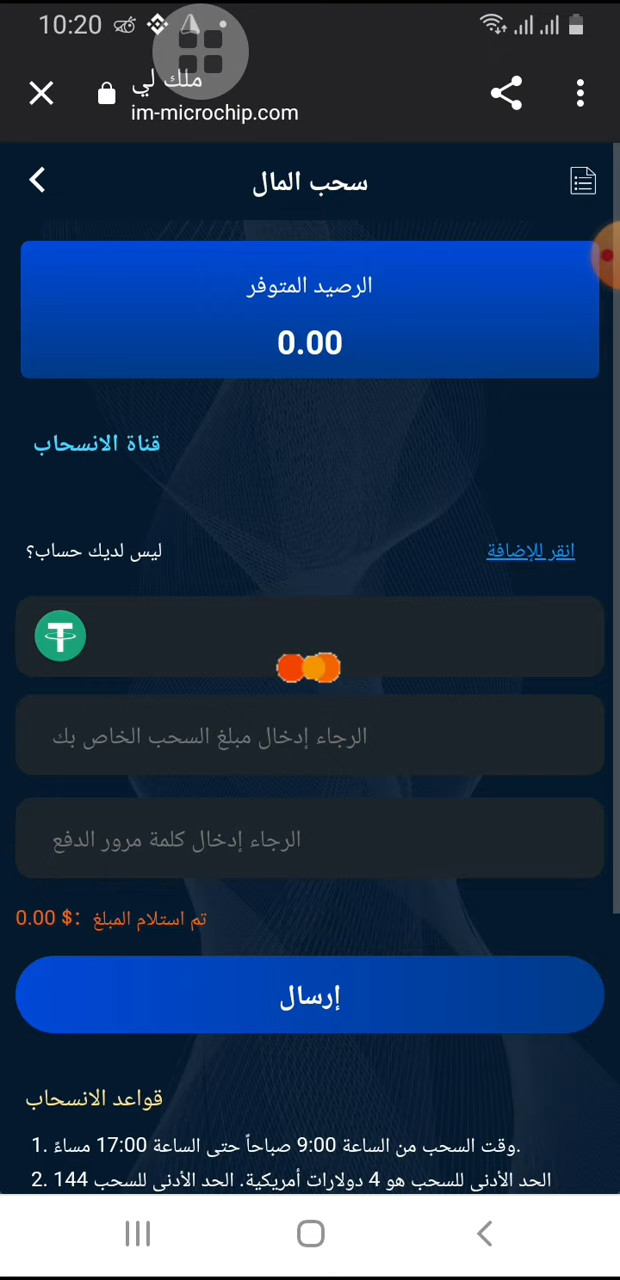 10:20
ملك لي
im-microchip.com
سحب المال
الرصيد المتوفر
0.00
قناة الانسحاب
ليس لديك حساب؟
انقر للإضافة
الرجاء إدخال مبلغ السحب الخاص بك
الرجاء إدخال كلمة مرور الدفع
تم استلام المبلغ :$ 0.00
إرسال
قواعد الانسحاب
1. وقت السحب من الساعة 9:00 صباحاً حتى الساعة 17:00 مساءً.
2. الحد الأدنى للسحب هو 4 دولارات أمريكية. الحد الأدنى للسحب 144